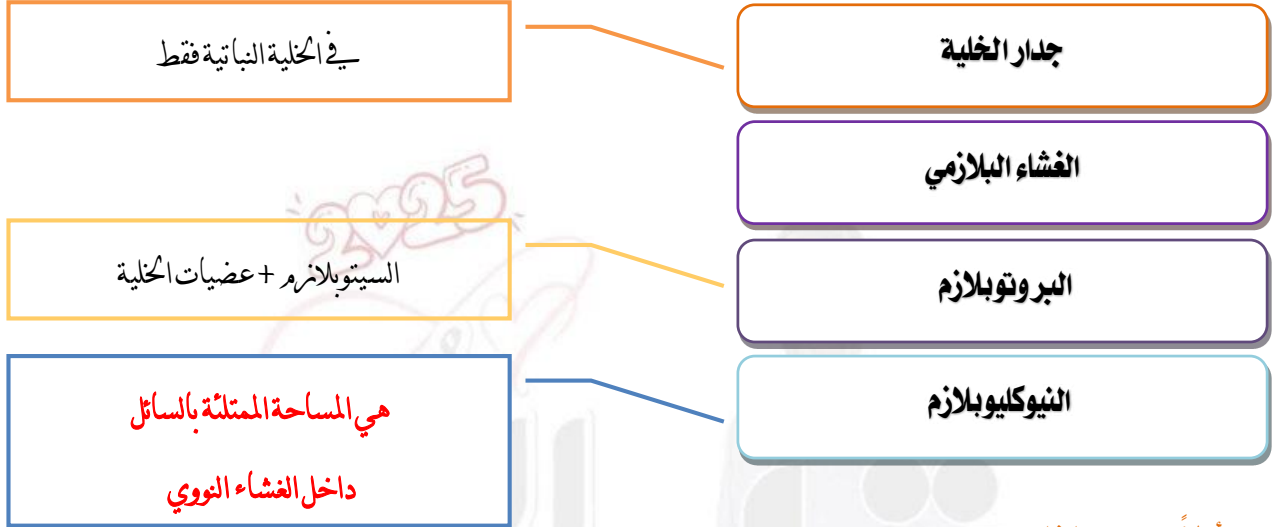 جدار الخلية
في الخلية النباتية فقط
الغشاء البلازمي
2025
البروتوبلازم
السيتوبلازم + عضيات الخلية
النيوكليوبلازم
هي المساحة الممتلئة بالسائل
داخل الغشاء النووي